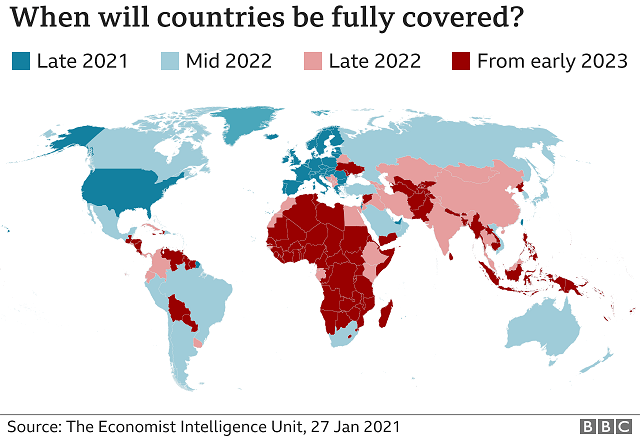 When will countries be fully covered?
Late 2021 Mid 2022 Late 2022 From early 2023
Source: The Economist Intelligence Unit, 27 Jan 2021 BBC